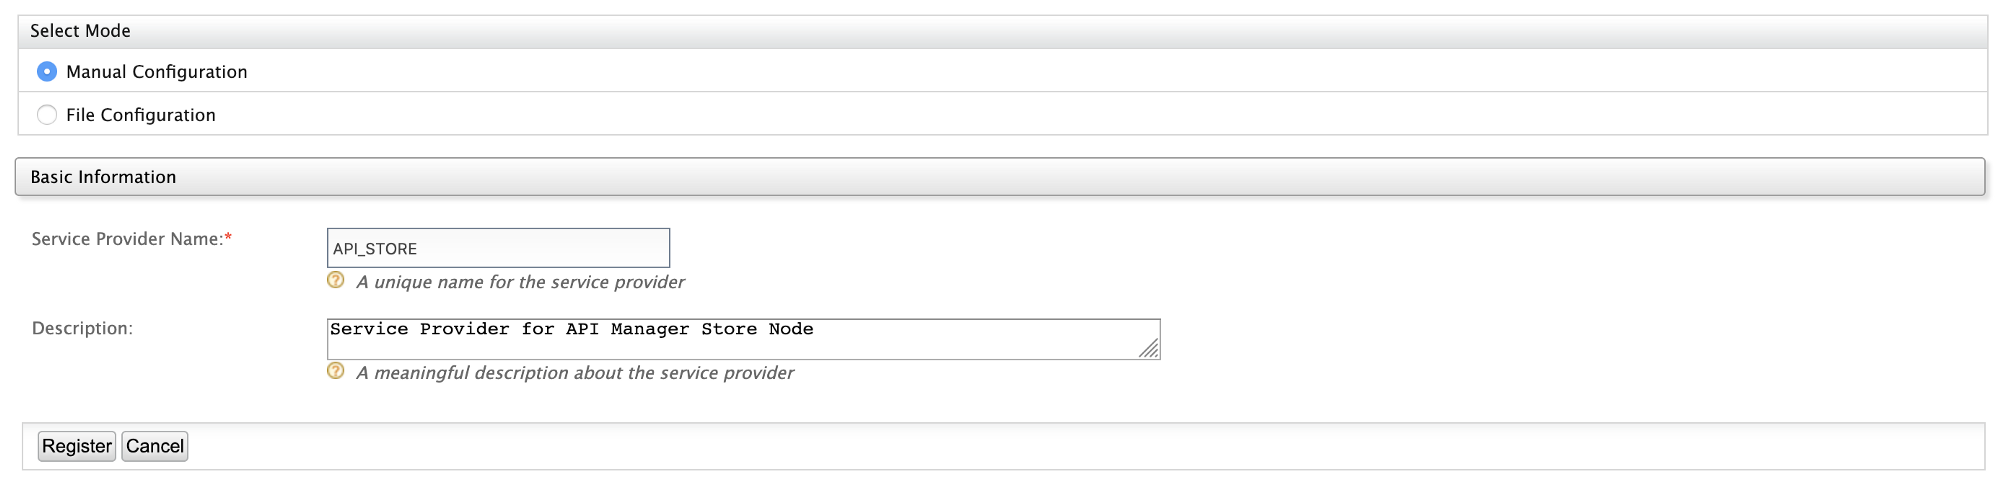 Select Mode
Manual Configuration
File Configuration
Basic Information
Service Provider Name:*
API_STORE
? A unique name for the service provider
Description:
Service Provider for API Manager Store Node
? A meaningful description about the service provider
Register Cancel